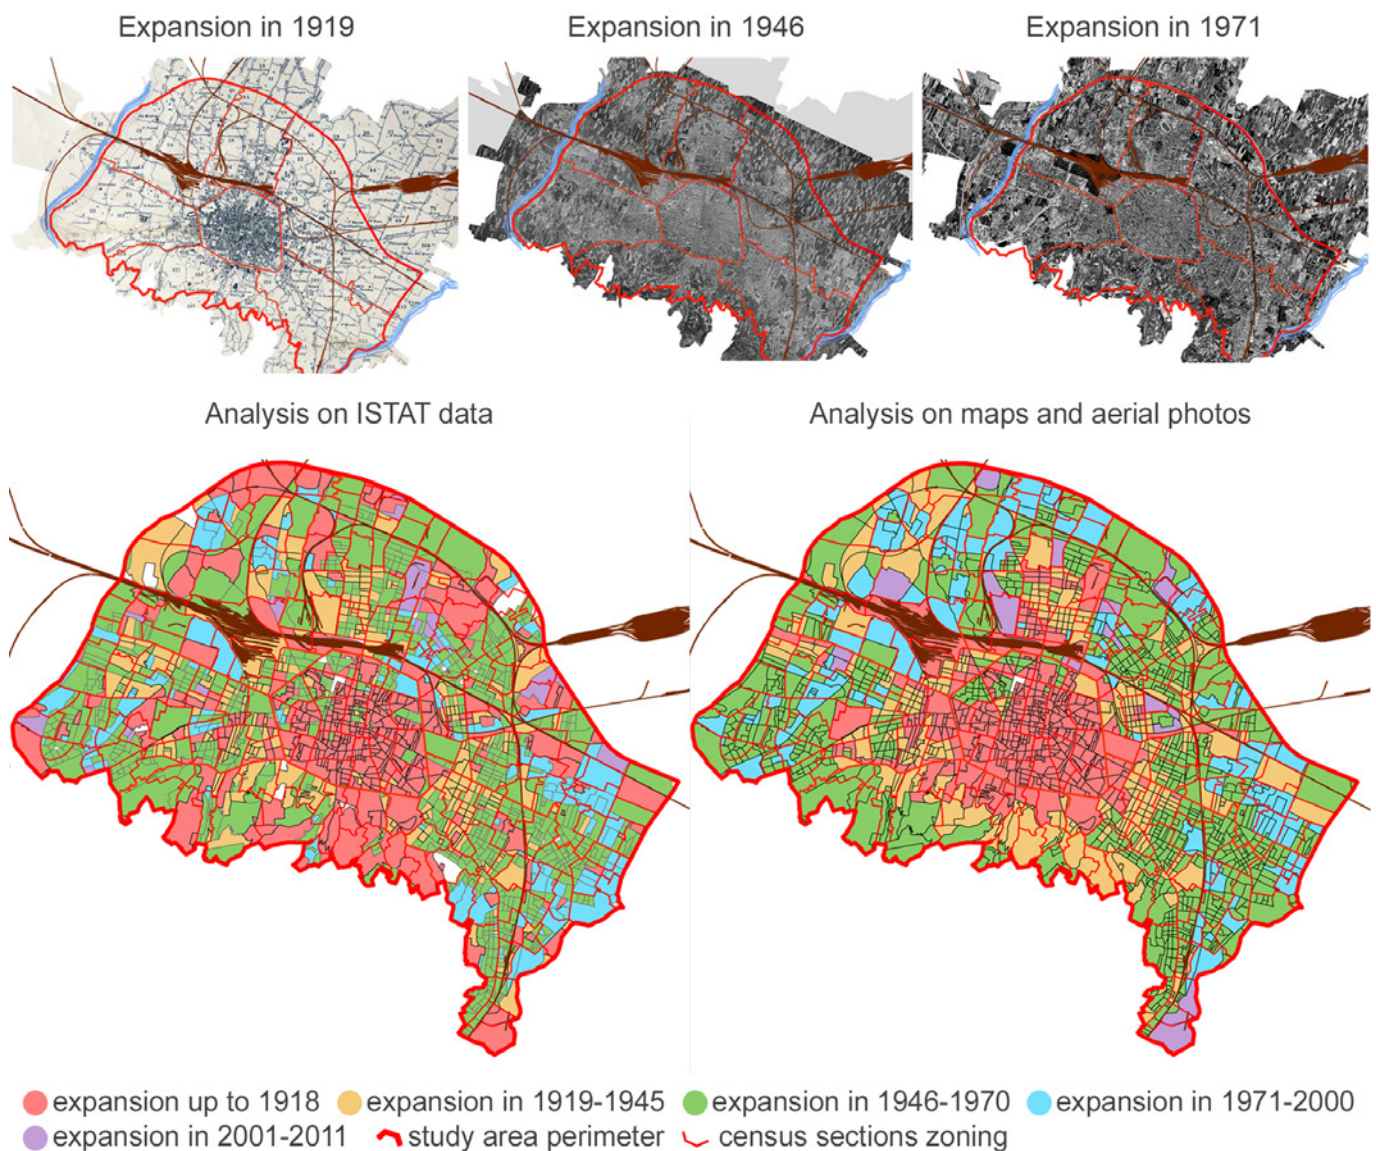 Expansion in 1919
Expansion in 1946
Expansion in 1971
Analysis on ISTAT data
Analysis on maps and aerial photos
expansion up to 1918
expansion in 1919-1945
expansion in 1946-1970
expansion in 1971-2000
expansion in 2001-2011
study area perimeter
census sections zoning